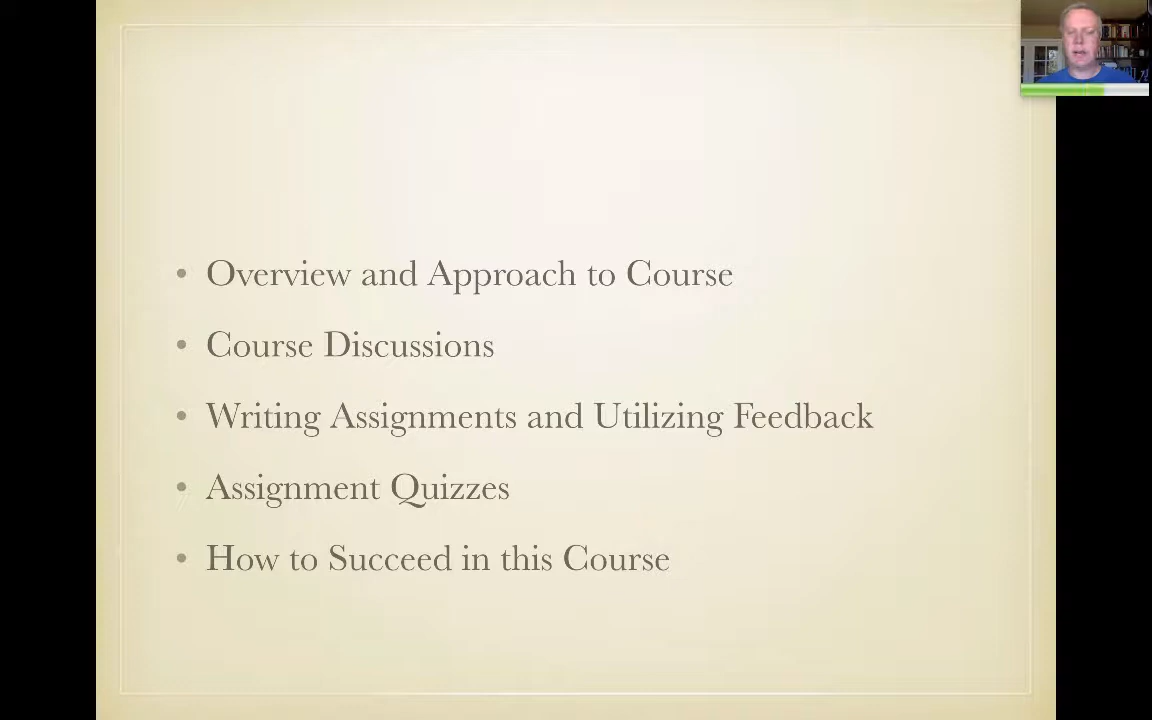 • Overview and Approach to Course
• Course Discussions
• Writing Assignments and Utilizing Feedback
• Assignment Quizzes
• How to Succeed in this Course